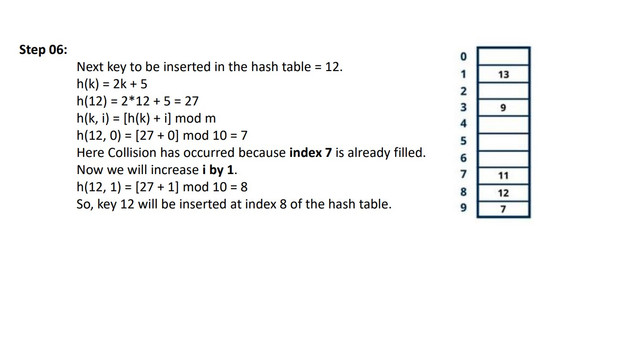 Step 06:
Next key to be inserted in the hash table = 12.
h(k) = 2k + 5
h(12) = 2*12 + 5 = 27
h(k, i) = [h(k) + i] mod m
h(12, 0) = [27 + 0] mod 10 = 7
Here Collision has occurred because index 7 is already filled.
Now we will increase i by 1.
h(12, 1) = [27 + 1] mod 10 = 8
So, key 12 will be inserted at index 8 of the hash table.
0
1 13
2
3 9
4
5
6
7 11
8 12
9 7